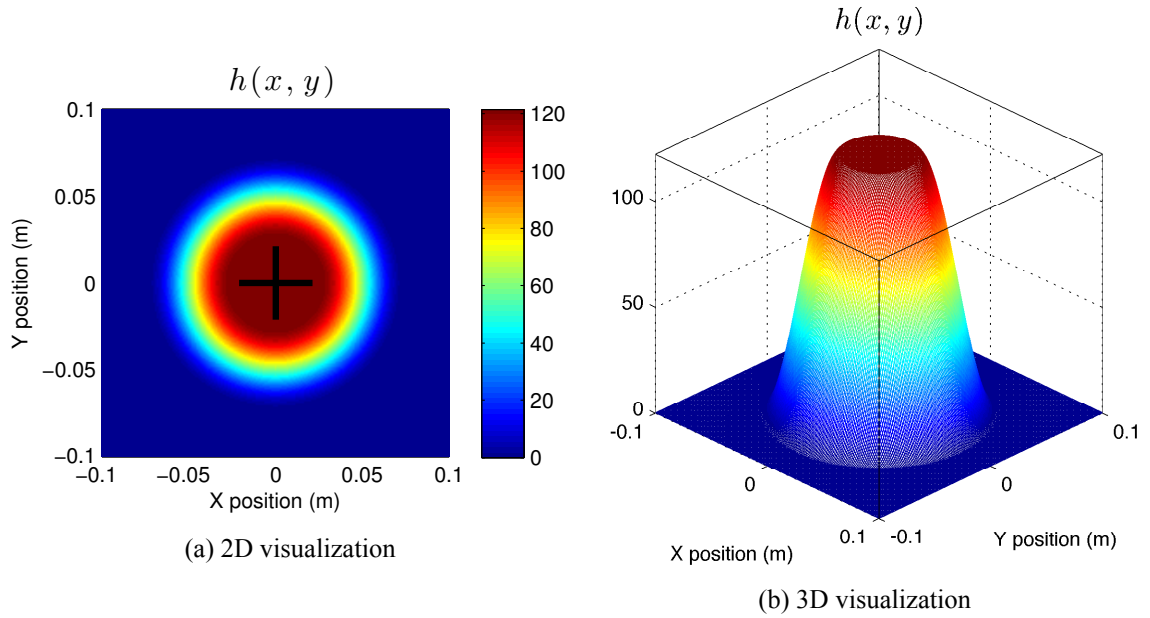 h(x, y)
0.1
0.05
0
−0.05
−0.1
Y position (m)
−0.1 −0.05 0 0.05 0.1
X position (m)
120
100
80
60
40
20
0
(a) 2D visualization
h(x, y)
100
50
0
-0.1
0
0.1
X position (m)
-0.1
0
0.1
Y position (m)
(b) 3D visualization